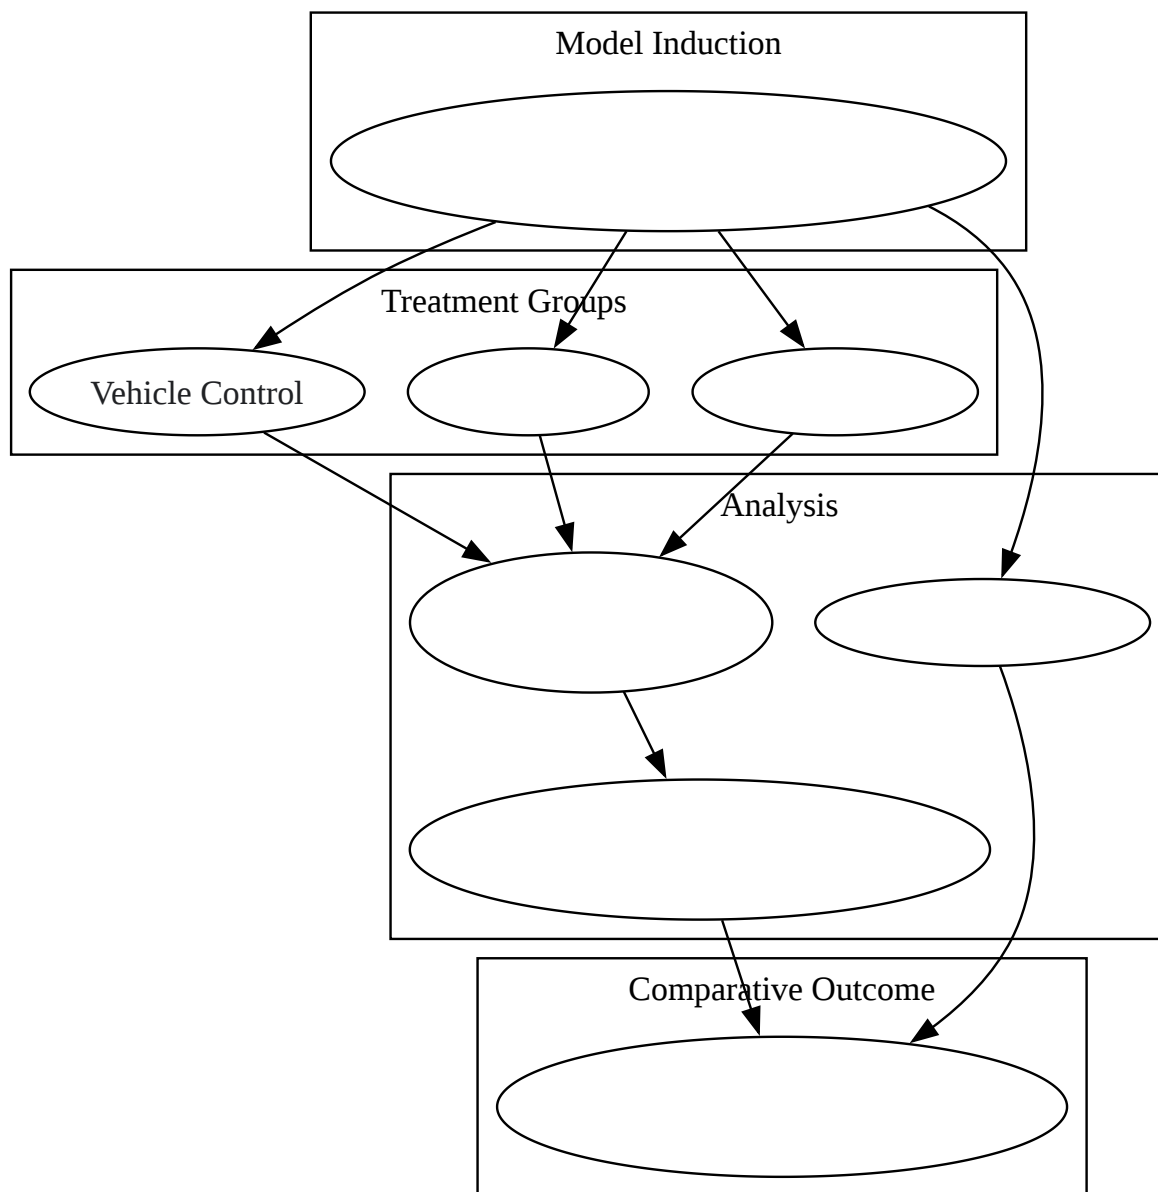 Model Induction
Treatment Groups
Vehicle Control
Analysis
Comparative Outcome